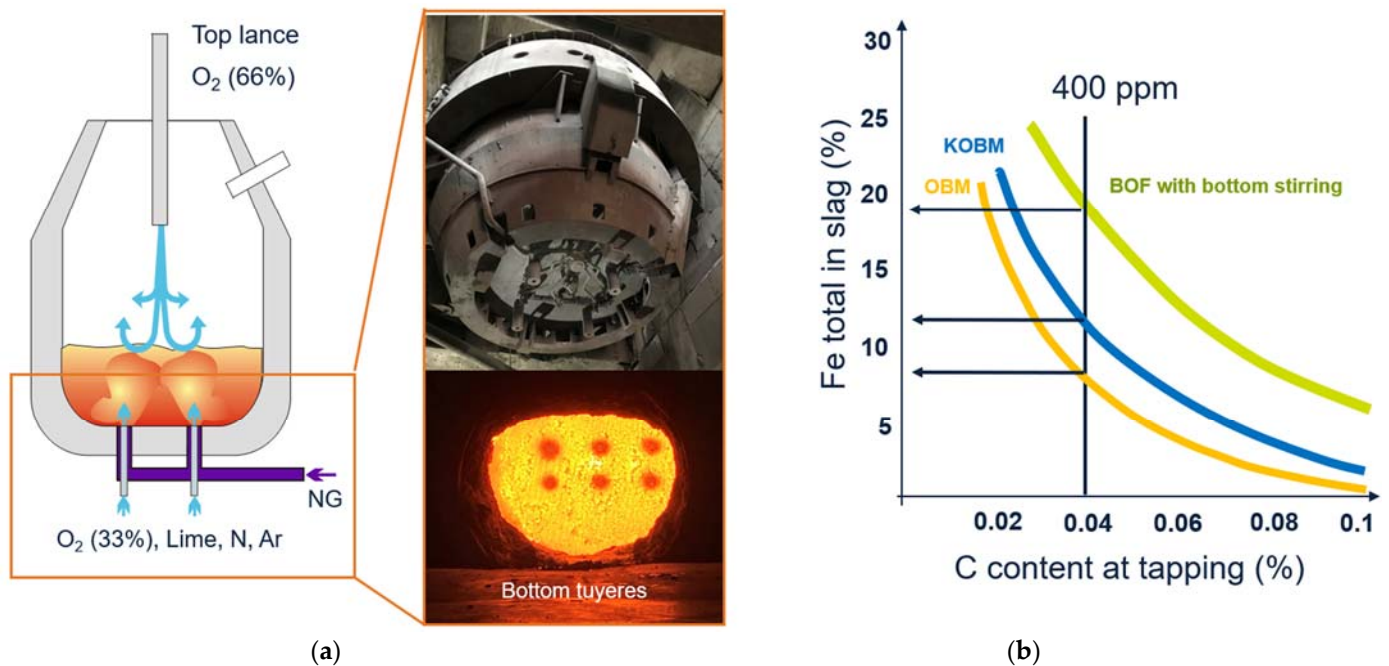 Top lance
O₂ (66%)
NG
O₂ (33%), Lime, N, Ar
Bottom tuyeres
(a)
30
25
20
15
10
5
Fe total in slag (%)
400 ppm
KOBM
OBM
BOF with bottom stirring
0.02 0.04 0.06 0.08 0.1
C content at tapping (%)
(b)